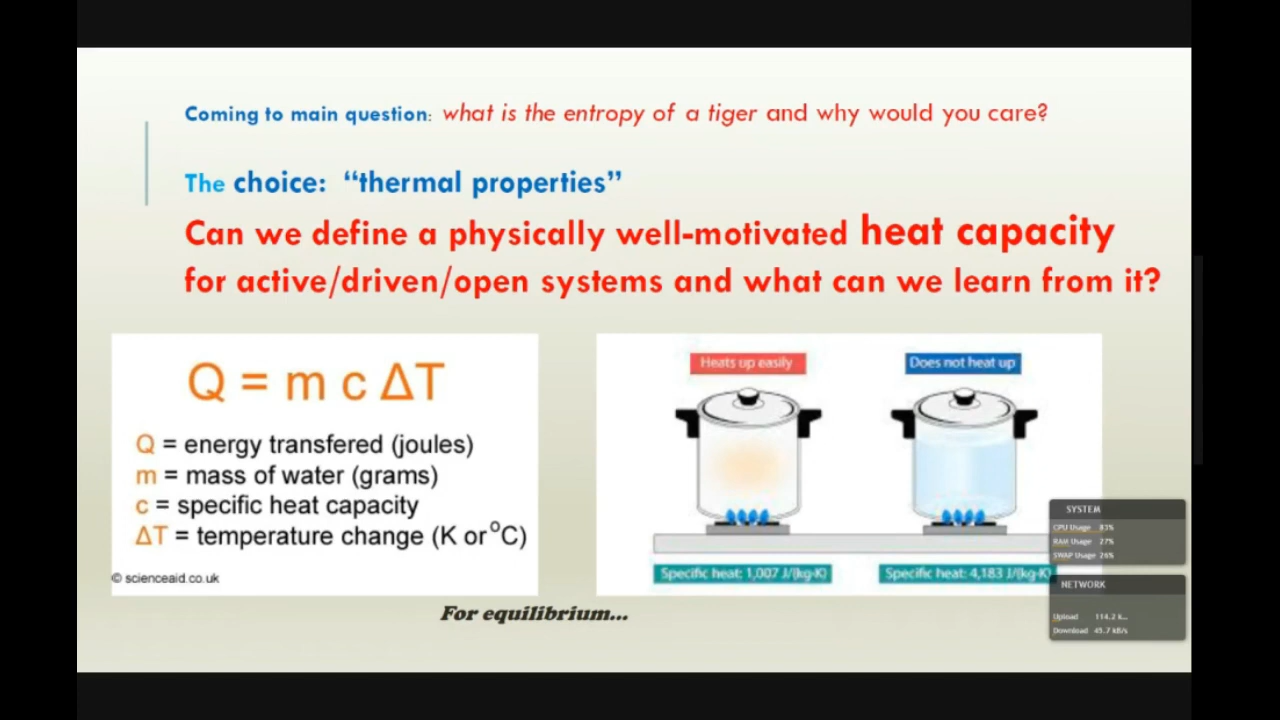 Coming to main question: what is the entropy of a tiger and why would you care?
The choice: “thermal properties”
Can we define a physically well-motivated heat capacity
for active/driven/open systems and what can we learn from it?
Q = m c ΔT
Q = energy transfered (joules)
m = mass of water (grams)
c = specific heat capacity
ΔT = temperature change (K or °C)
© scienceaid.co.uk
Heats up easily
Does not heat up
Specific heat: 1,007 J/(kg·K)
Specific heat: 4,183 J/(kg·K)
For equilibrium...
SYSTEM
CPU Usage 83%
RAM Usage 27%
SWAP Usage 26%
NETWORK
Upload 114.2 k...
Download 45.7 kB/s